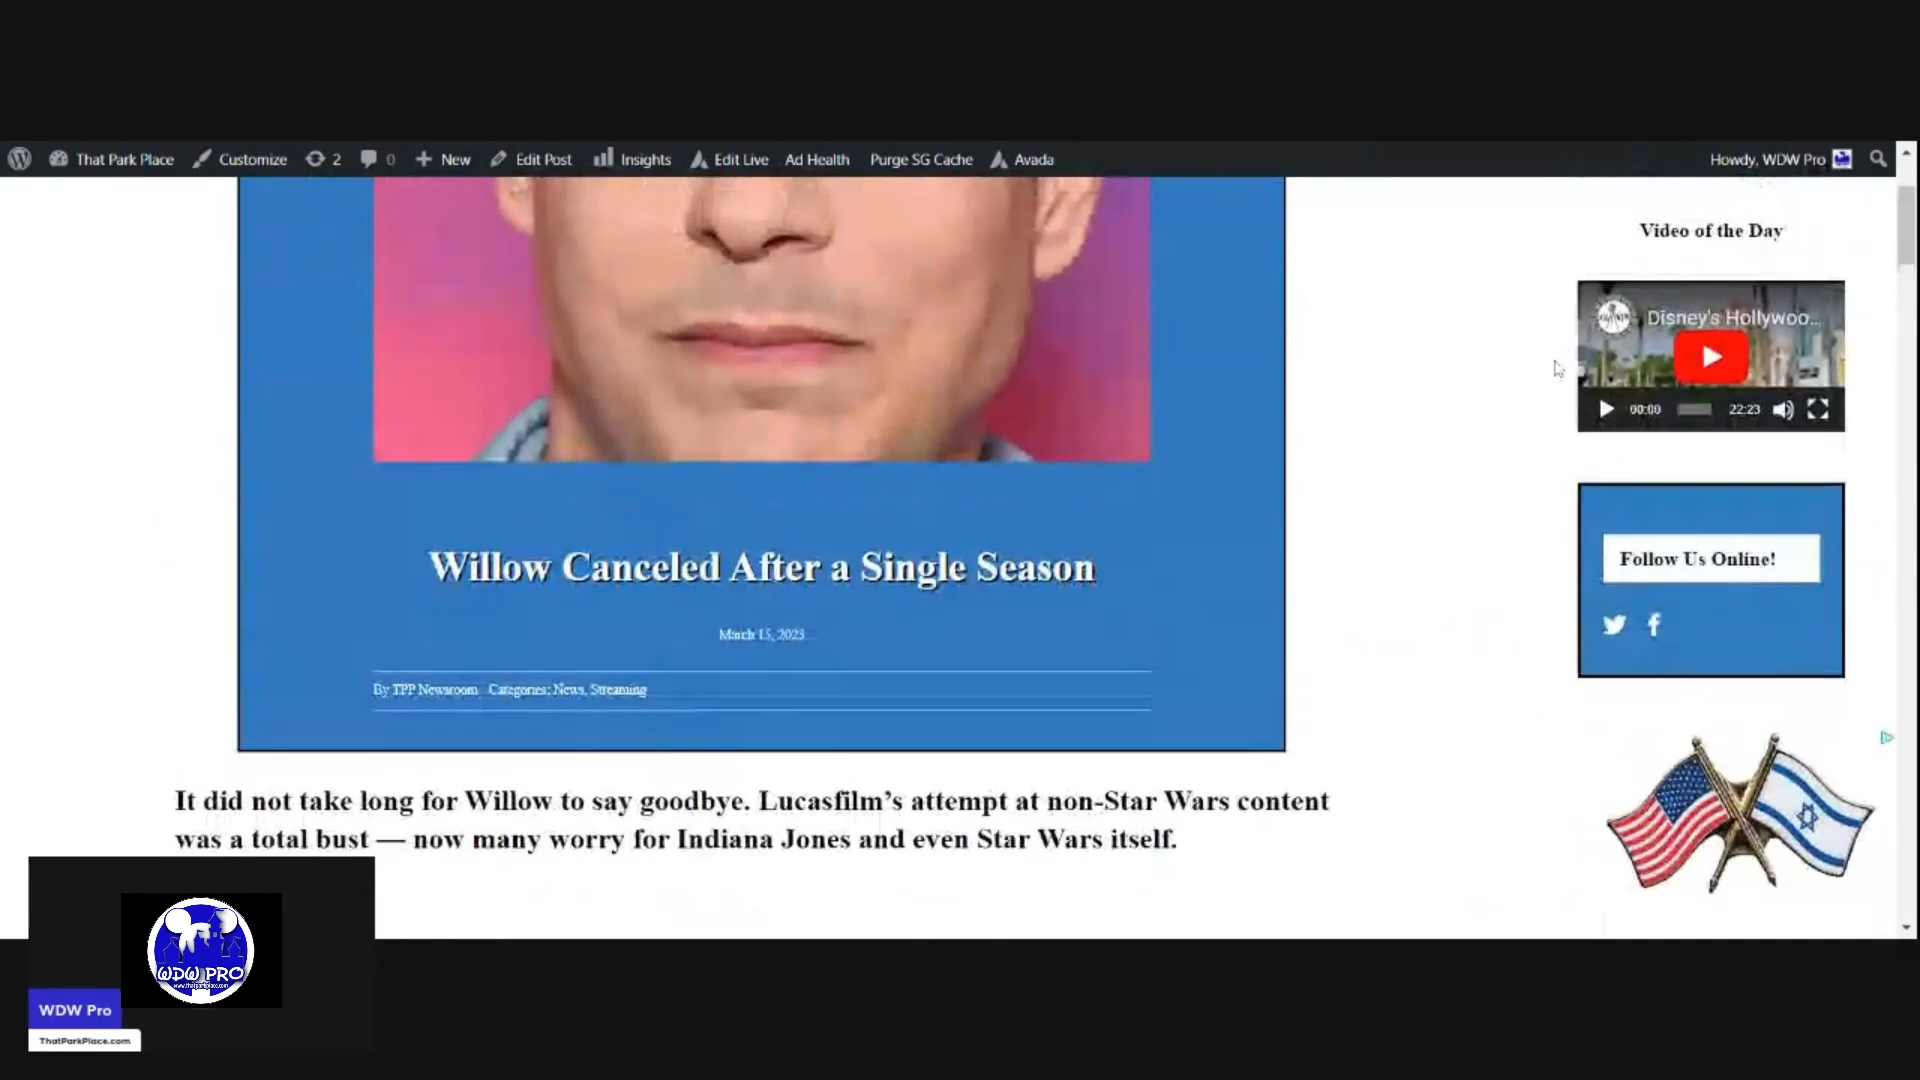 That Park Place Customize 2 0 New Edit Post Insights Edit Live Ad Health Purge SG Cache Avada Howdy, WDW Pro
Video of the Day
Disney's Hollywoo...
00:00 22:23
Willow Canceled After a Single Season
March 15, 2023
By TPP Newsroom Categories: News, Streaming
Follow Us Online!
It did not take long for Willow to say goodbye. Lucasfilm’s attempt at non-Star Wars content
was a total bust — now many worry for Indiana Jones and even Star Wars itself.
WDW PRO
www.thatparkplace.com
WDW Pro
ThatParkPlace.com